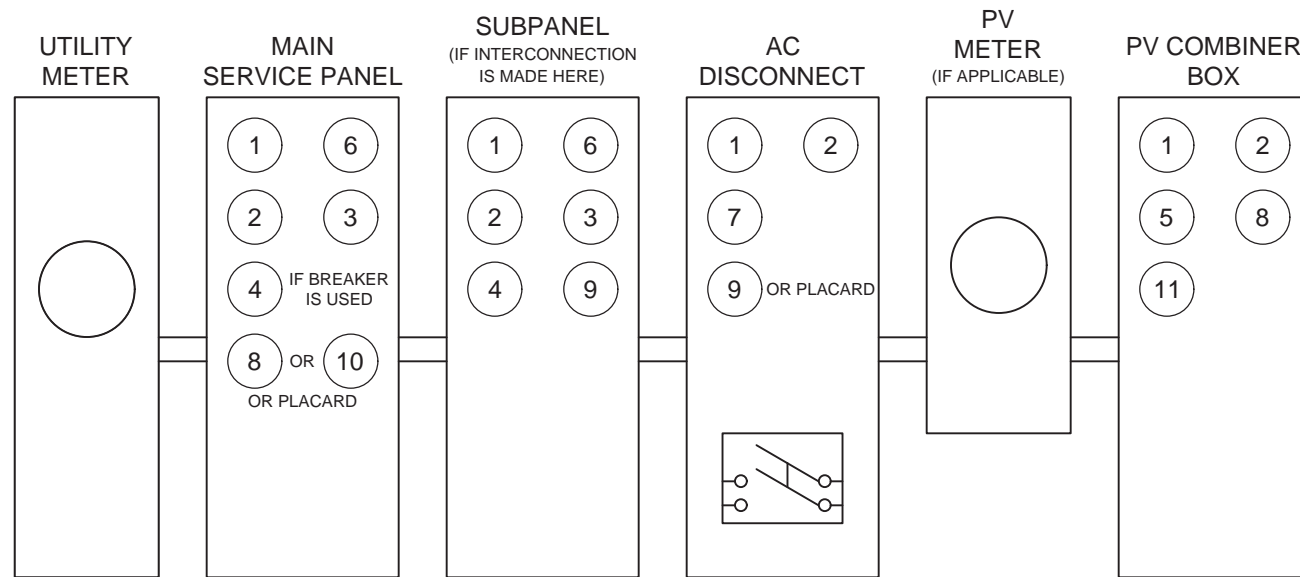 UTILITY
METER
MAIN
SERVICE PANEL
SUBPANEL
(IF INTERCONNECTION
IS MADE HERE)
AC
DISCONNECT
PV
METER
(IF APPLICABLE)
PV COMBINER
BOX
1 6
2 3
4 IF BREAKER
IS USED
8 OR 10
OR PLACARD
1 6
2 3
4 9
1 2
7
9 OR PLACARD
1 2
5 8
11